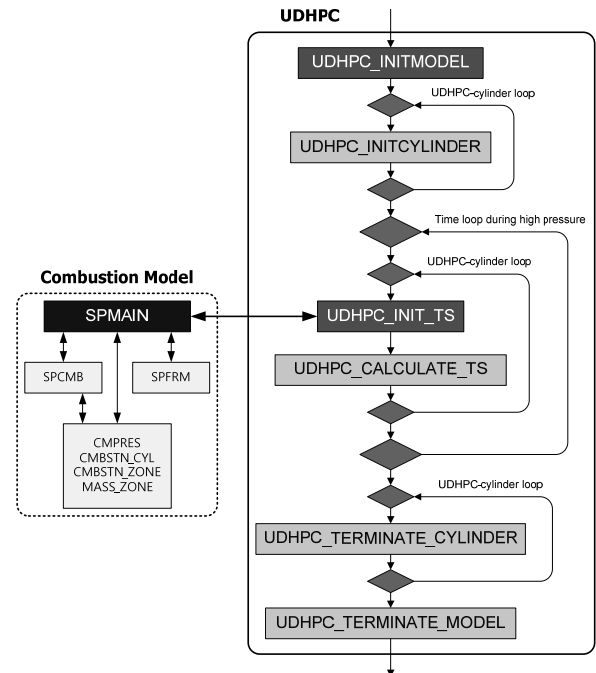 UDHPC
UDHPC_INITMODEL
UDHPC-cylinder loop
UDHPC_INITCYLINDER
Time loop during high pressure
UDHPC-cylinder loop
Combustion Model
SPMAIN
UDHPC_INIT_TS
SPCMB
SPFRM
UDHPC_CALCULATE_TS
CMPRES
CMBSTN_CYL
CMBSTN_ZONE
MASS_ZONE
UDHPC-cylinder loop
UDHPC_TERMINATE_CYLINDER
UDHPC_TERMINATE_MODEL